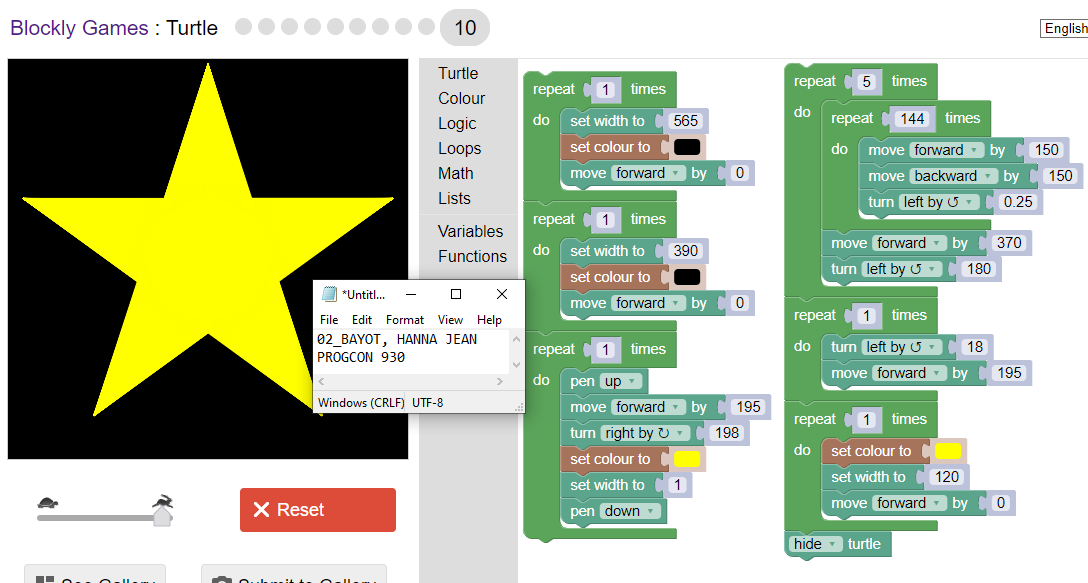 Blockly Games : Turtle
10
English
Turtle
Colour
Logic
Loops
Math
Lists
Variables
Functions
repeat 1 times
do set width to 565
set colour to
move forward by 0
repeat 1 times
do set width to 390
set colour to
move forward by 0
repeat 1 times
do pen up
move forward by 195
turn right by ↻ 198
set colour to
set width to 1
pen down
repeat 5 times
do repeat 144 times
do move forward by 150
move backward by 150
turn left by ↺ 0.25
move forward by 370
turn left by ↺ 180
repeat 1 times
do turn left by ↺ 18
move forward by 195
repeat 1 times
do set colour to
set width to 120
move forward by 0
hide turtle
*Untitl...
File Edit Format View Help
02_BAYOT, HANNA JEAN
PROGCON 930
Windows (CRLF) UTF-8
Reset
See Gallery
Submit to Gallery